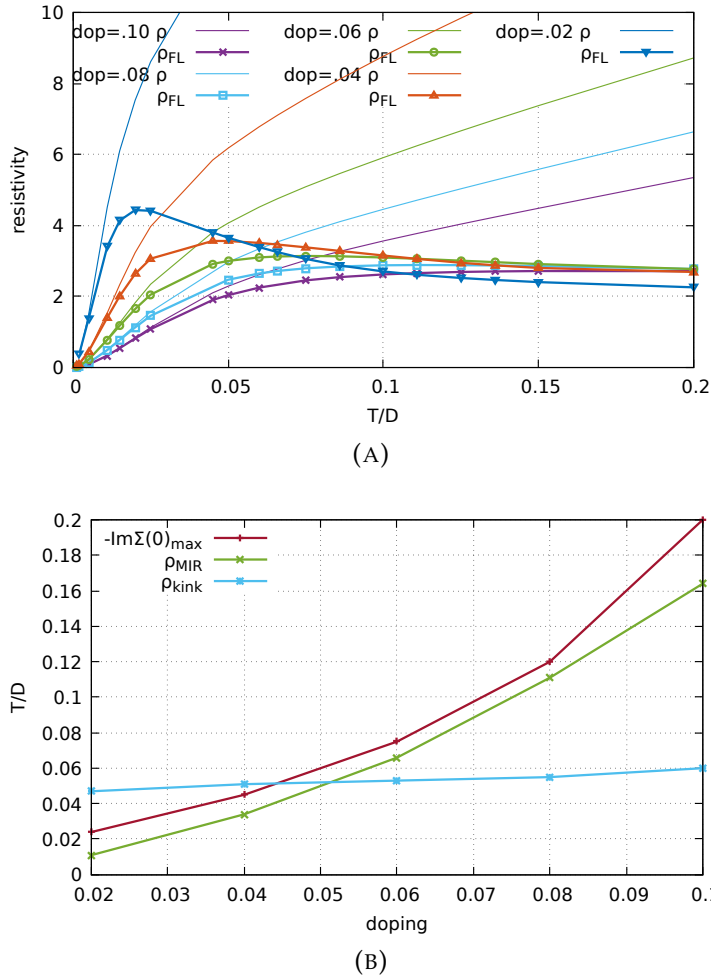 10
8
6
4
2
0
resistivity
dop=.10 ρ
ρFL
dop=.08 ρ
ρFL
dop=.06 ρ
ρFL
dop=.04 ρ
ρFL
dop=.02 ρ
ρFL
0 0.05 0.1 0.15 0.2
T/D
(A)
0.2
0.18
0.16
0.14
0.12
0.1
0.08
0.06
0.04
0.02
0
T/D
-ImΣ(0)max
ρMIR
ρkink
0.02 0.03 0.04 0.05 0.06 0.07 0.08 0.09
doping
(B)